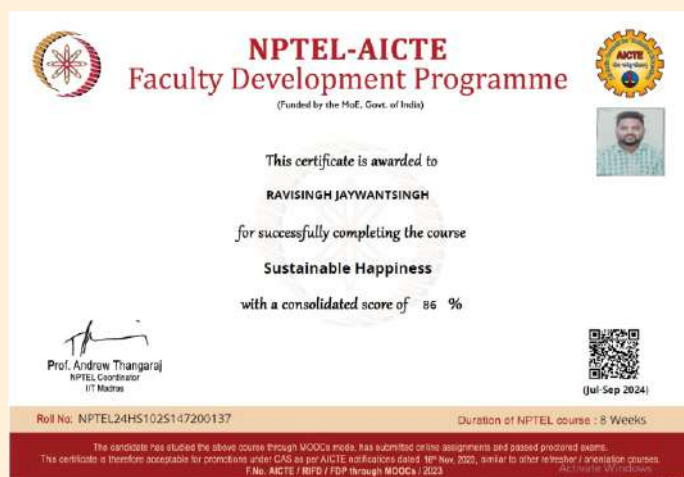 NPTEL-AICTE
AICTE
Faculty Development Programme
(Funded by the MoE, Govt. of India)
This certificate is awarded to
RAVISINGH JAYWANTSINGH
for successfully completing the course
Sustainable Happiness
with a consolidated score of 86 %
Prof. Andrew Thangaraj
NPTEL Coordinator
IIT Madras
(Jul-Sep 2024)
Roll No: NPTEL24HS102S147200137
Duration of NPTEL course : 8 Weeks
The candidate has studied the above course through MOOCs mode, has submitted online assignments and passed proctored exams.
This certificate is therefore acceptable for promotions under CAS as per AICTE notifications dated 16th Nov, 2023, similar to other refresher / orientation courses.
F.No. AICTE / RIFD / FDP through MOOCs / 2023
Activate Windows